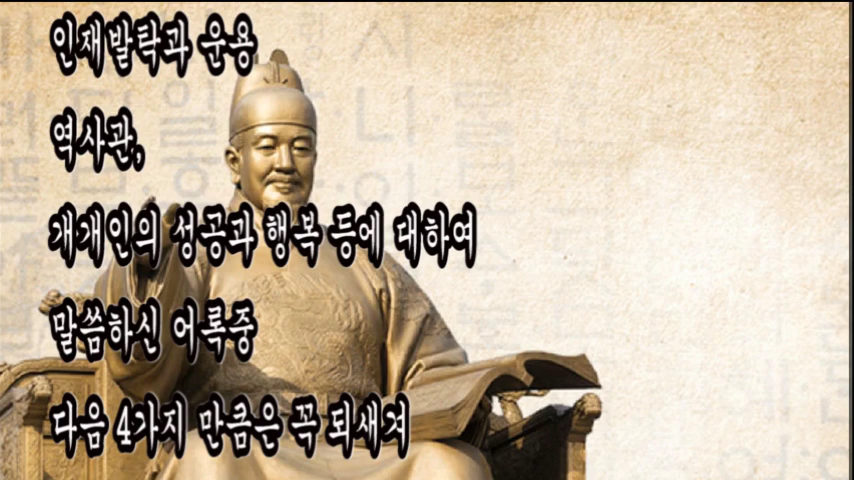 인재발탁과 운용
역사관,
개개인의 성공과 행복 등에 대하여
말씀하신 어록중
다음 4가지 만큼은 꼭 되새겨